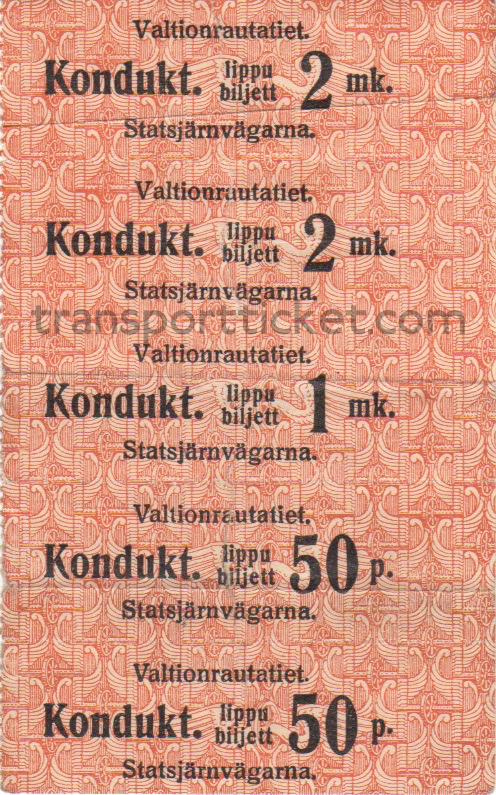 Valtionrautatiet.
Kondukt. lippu biljett 2 mk.
Statsjärnvägarna.
Valtionrautatiet.
Kondukt. lippu biljett 2 mk.
Statsjärnvägarna.
transportticket.com
Valtionrautatiet.
Kondukt. lippu biljett 1 mk.
Statsjärnvägarna.
Valtionrautatiet.
Kondukt. lippu biljett 50 p.
Statsjärnvägarna.
Valtionrautatiet.
Kondukt. lippu biljett 50 p.
Statsjärnvägarna.